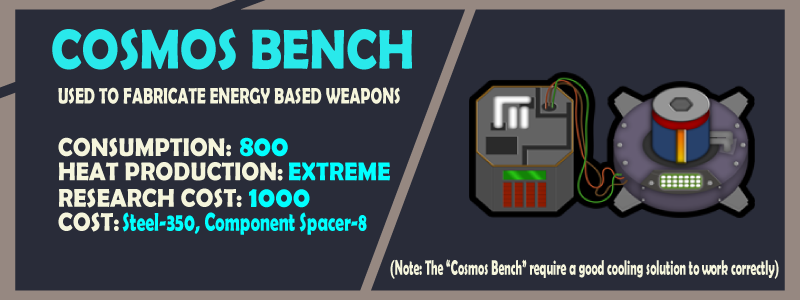 COSMOS BENCH
USED TO FABRICATE ENERGY BASED WEAPONS
CONSUMPTION: 800
HEAT PRODUCTION: EXTREME
RESEARCH COST: 1000
COST: Steel-350, Component Spacer-8
(Note: The "Cosmos Bench" require a good cooling solution to work correctly)